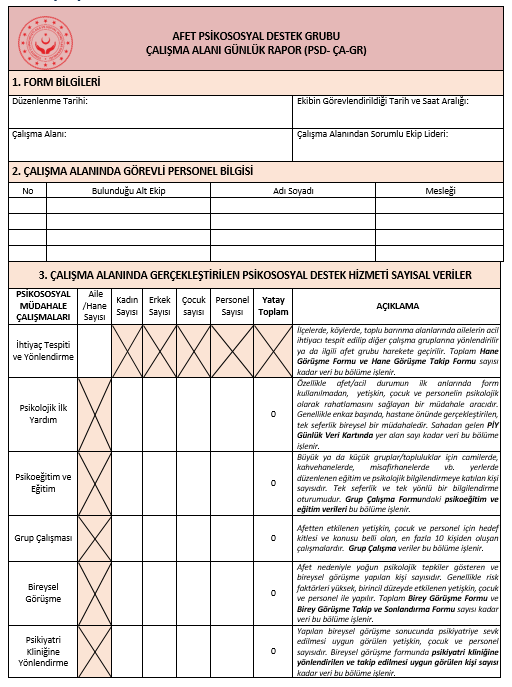 AFET PSİKOSOSYAL DESTEK GRUBU
ÇALIŞMA ALANI GÜNLÜK RAPOR (PSD- ÇA-GR)
1. FORM BİLGİLERİ
Düzenlenme Tarihi:
Ekibin Görevlendirildiği Tarih ve Saat Aralığı:
Çalışma Alanı:
Çalışma Alanından Sorumlu Ekip Lideri:
2. ÇALIŞMA ALANINDA GÖREVLİ PERSONEL BİLGİSİ
No
Bulunduğu Alt Ekip
Adı Soyadı
Mesleği
3. ÇALIŞMA ALANINDA GERÇEKLEŞTİRİLEN PSİKOSOSYAL DESTEK HİZMETİ SAYISAL VERİLER
PSİKOSOSYAL
MÜDAHALE
ÇALIŞMALARI
Aile
/Hane
Sayısı
Kadın
Sayısı
Erkek
Sayısı
Çocuk
sayısı
Personel
Sayısı
Yatay
Toplam
AÇIKLAMA
İhtiyaç Tespiti
ve Yönlendirme
İlçelerde, köylerde, toplu barınma alanlarında ailelerin acil
ihtiyacı tespit edilip diğer çalışma gruplarına yönlendirilir
ya da ilgili afet grubu harekete geçirilir. Toplam Hane
Görüşme Formu ve Hane Görüşme Takip Formu sayısı
kadar veri bu bölüme işlenir.
Psikolojik İlk
Yardım
0
Özellikle afet/acil durumun ilk anlarında form
kullanılmadan, yetişkin, çocuk ve personelin psikolojik
olarak rahatlamasını sağlayan bir müdahale aracıdır.
Genellikle enkaz başında, hastane önünde gerçekleştirilen,
tek seferlik bireysel bir müdahaledir. Sahadan gelen PİY
Günlük Veri Kartında yer alan sayı kadar veri bu bölüme
işlenir.
Psikoeğitim ve
Eğitim
0
Büyük ya da küçük gruplar/topluluklar için camilerde,
kahvehanelerde, misafirhanelerde vb. yerlerde
düzenlenen eğitim ve psikolojik bilgilendirmeye katılan kişi
sayısıdır. Tek seferlik ve tek yönlü bir bilgilendirme
oturumudur. Grup Çalışma Formundaki psikoeğitim ve
eğitim verileri bu bölüme işlenir.
Grup Çalışması
0
Afetten etkilenen yetişkin, çocuk ve personel için hedef
kitlesi ve konusu belli olan, en fazla 10 kişiden oluşan
çalışmalardır. Grup Çalışma veriler bu bölüme işlenir.
Bireysel
Görüşme
0
Afet nedeniyle yoğun psikolojik tepkiler gösteren ve
bireysel görüşme yapılan kişi sayısıdır. Genellikle risk
faktörleri yüksek, birincil düzeyde etkilenen yetişkin, çocuk
ve personel ile yapılır. Toplam Birey Görüşme Formu ve
Birey Görüşme Takip ve Sonlandırma Formu sayısı kadar
veri bu bölüme işlenir.
Psikiyatri
Kliniğine
Yönlendirme
0
Yapılan bireysel görüşme sonucunda psikiyatriye sevk
edilmesi uygun görülen yetişkin, çocuk ve personel
sayısıdır. Bireysel görüşme formunda psikiyatri kliniğine
yönlendirilen ve takip edilmesi uygun görülen kişi sayısı
kadar veri bu bölüme işlenir.